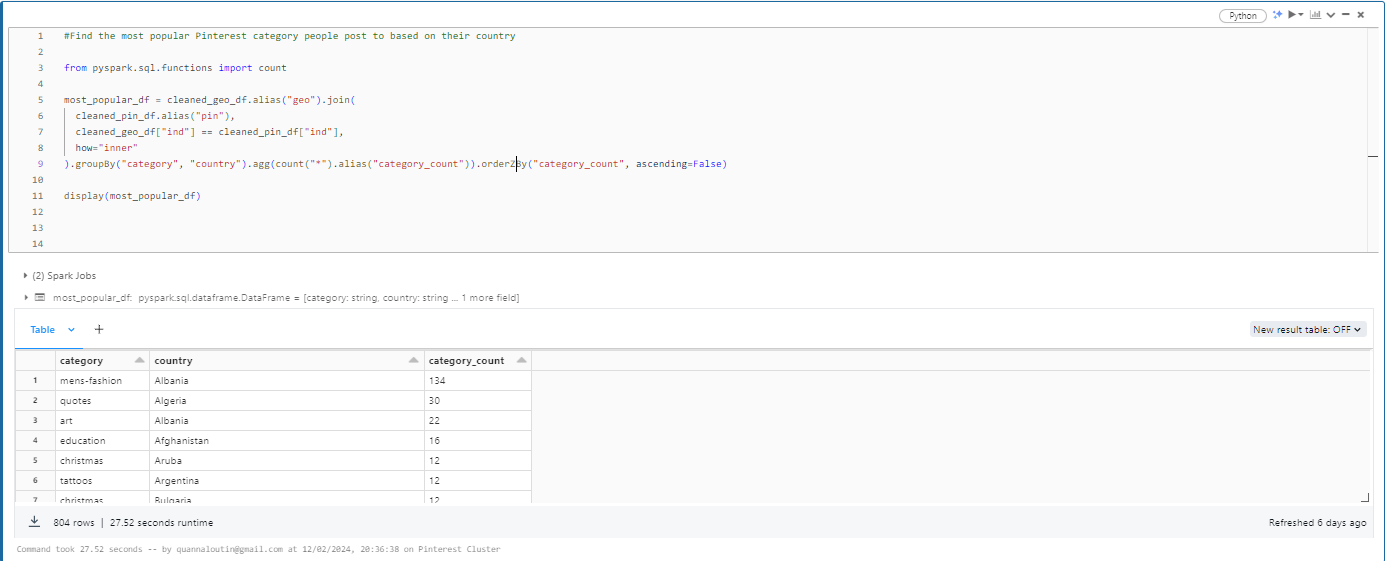 Python
1 #Find the most popular Pinterest category people post to based on their country
2
3 from pyspark.sql.functions import count
4
5 most_popular_df = cleaned_geo_df.alias("geo").join(
6 cleaned_pin_df.alias("pin"),
7 cleaned_geo_df["ind"] == cleaned_pin_df["ind"],
8 how="inner"
9 ).groupBy("category", "country").agg(count("*").alias("category_count")).orderZBy("category_count", ascending=False)
10
11 display(most_popular_df)
12
13
14
(2) Spark Jobs
most_popular_df: pyspark.sql.dataframe.DataFrame = [category: string, country: string ... 1 more field]
Table +
New result table: OFF
category country category_count
1 mens-fashion Albania 134
2 quotes Algeria 30
3 art Albania 22
4 education Afghanistan 16
5 christmas Aruba 12
6 tattoos Argentina 12
7 christmas Bulgaria 12
804 rows | 27.52 seconds runtime
Refreshed 6 days ago
Command took 27.52 seconds -- by quannaloutin@gmail.com at 12/02/2024, 20:36:38 on Pinterest Cluster